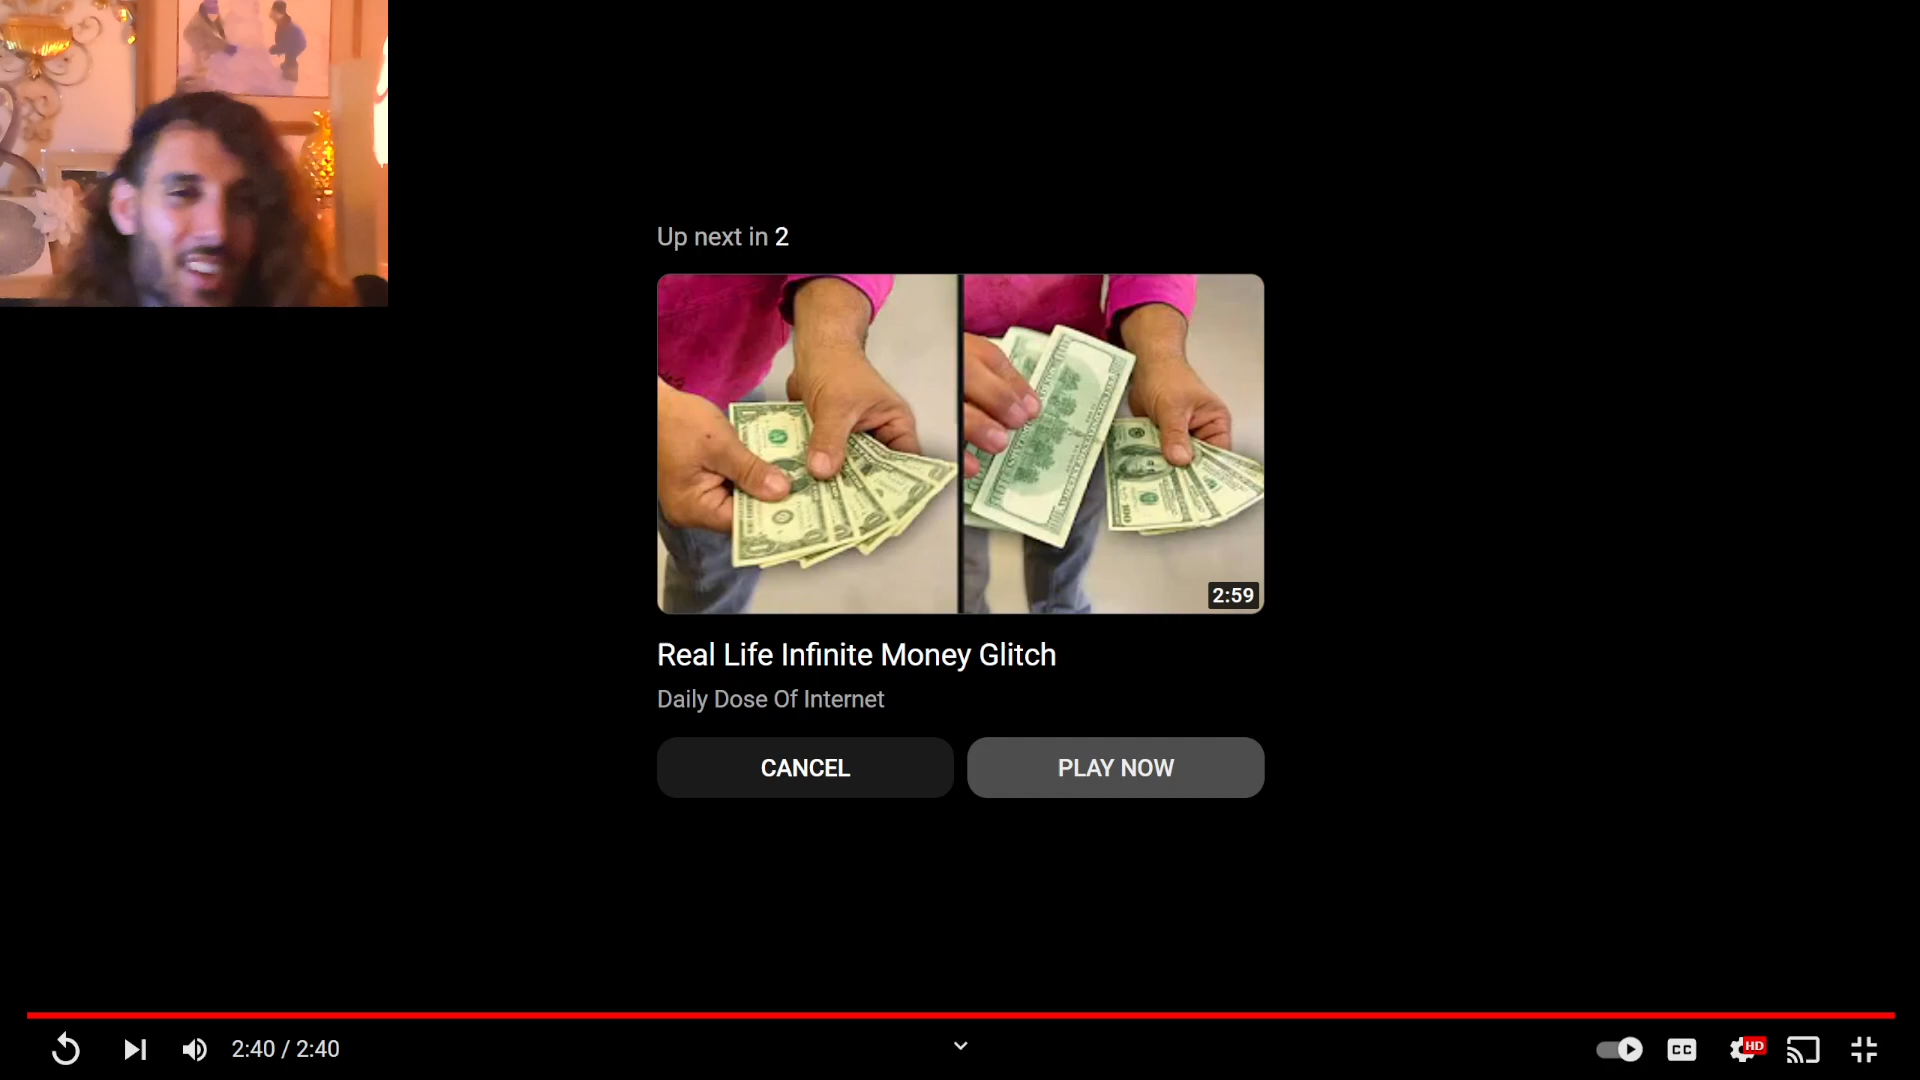 Up next in 2
2:59
Real Life Infinite Money Glitch
Daily Dose Of Internet
CANCEL
PLAY NOW
2:40 / 2:40
CC
HD